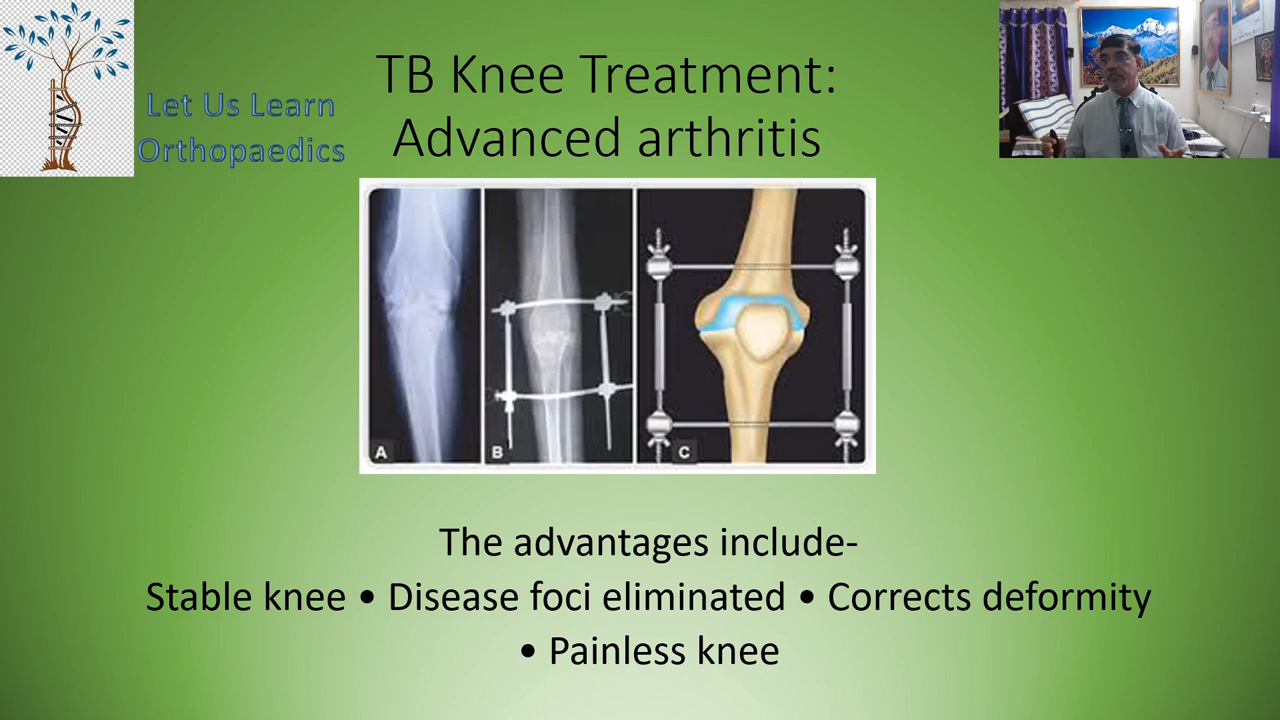 Let Us Learn
Orthopaedics
TB Knee Treatment:
Advanced arthritis
A
B
C
The advantages include-
Stable knee • Disease foci eliminated • Corrects deformity
• Painless knee